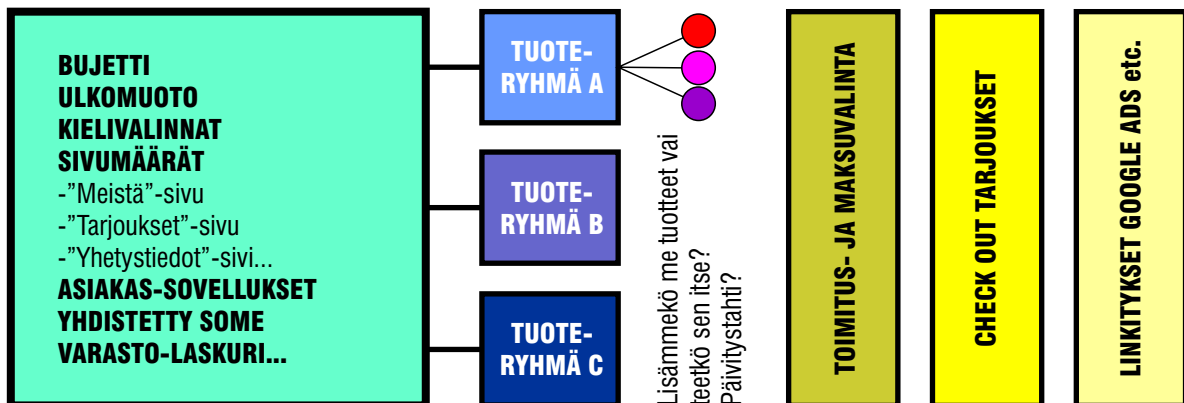 BUJETTI
ULKOMUOTO
KIELIVALINNAT
SIVUMÄÄRÄT
-”Meistä”-sivu
-”Tarjoukset”-sivu
-”Yhetystiedot”-sivi...
ASIAKAS-SOVELLUKSET
YHDISTETTY SOME
VARASTO-LASKURI...
TUOTE-
RYHMÄ A
TUOTE-
RYHMÄ B
TUOTE-
RYHMÄ C
Lisämmekö me tuotteet vai
teetkö sen itse?
Päivitystahti?
TOIMITUS- JA MAKSUVALINTA
CHECK OUT TARJOUKSET
LINKITYKSET GOOGLE ADS etc.